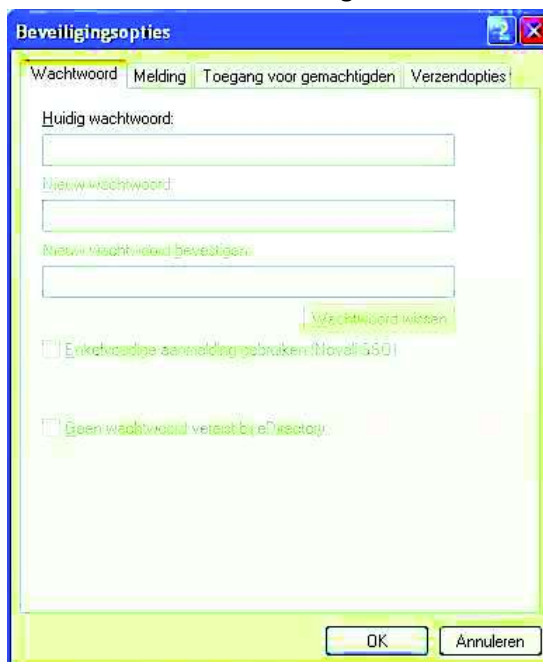 Beveiligingsopties
Wachtwoord Melding Toegang voor gemachtigden Verzendopties
Huidig wachtwoord:
Nieuw wachtwoord:
Nieuw wachtwoord bevestigen:
Wachtwoord wissen
Enkelvoudige aanmelding gebruiken (Novell SSO)
Geen wachtwoord vereist bij eDirectory
OK Annuleren